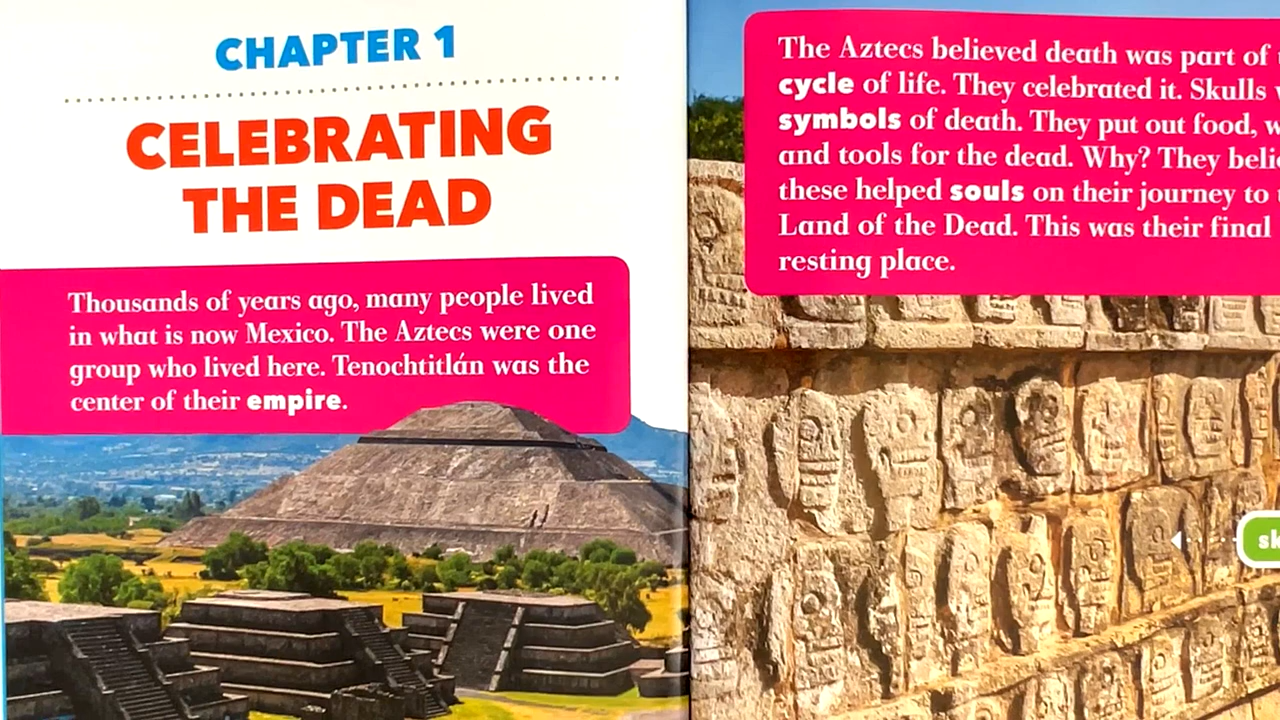 CHAPTER 1
CELEBRATING
THE DEAD
Thousands of years ago, many people lived
in what is now Mexico. The Aztecs were one
group who lived here. Tenochtitlán was the
center of their empire.
The Aztecs believed death was part of
cycle of life. They celebrated it. Skulls
symbols of death. They put out food,
and tools for the dead. Why? They
these helped souls on their journey to
Land of the Dead. This was their final
resting place.